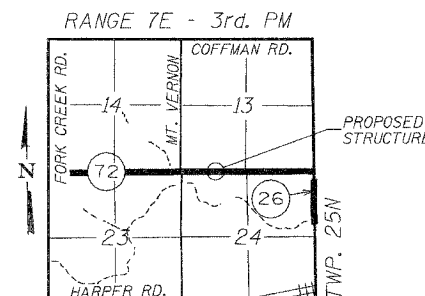 RANGE 7E - 3rd. PM
COFFMAN RD.
FORK CREEK RD.
14
MT. VERNON
13
PROPOSED
STRUCTURE
N
72
26
23
24
TWP. 25N
HARPER RD.